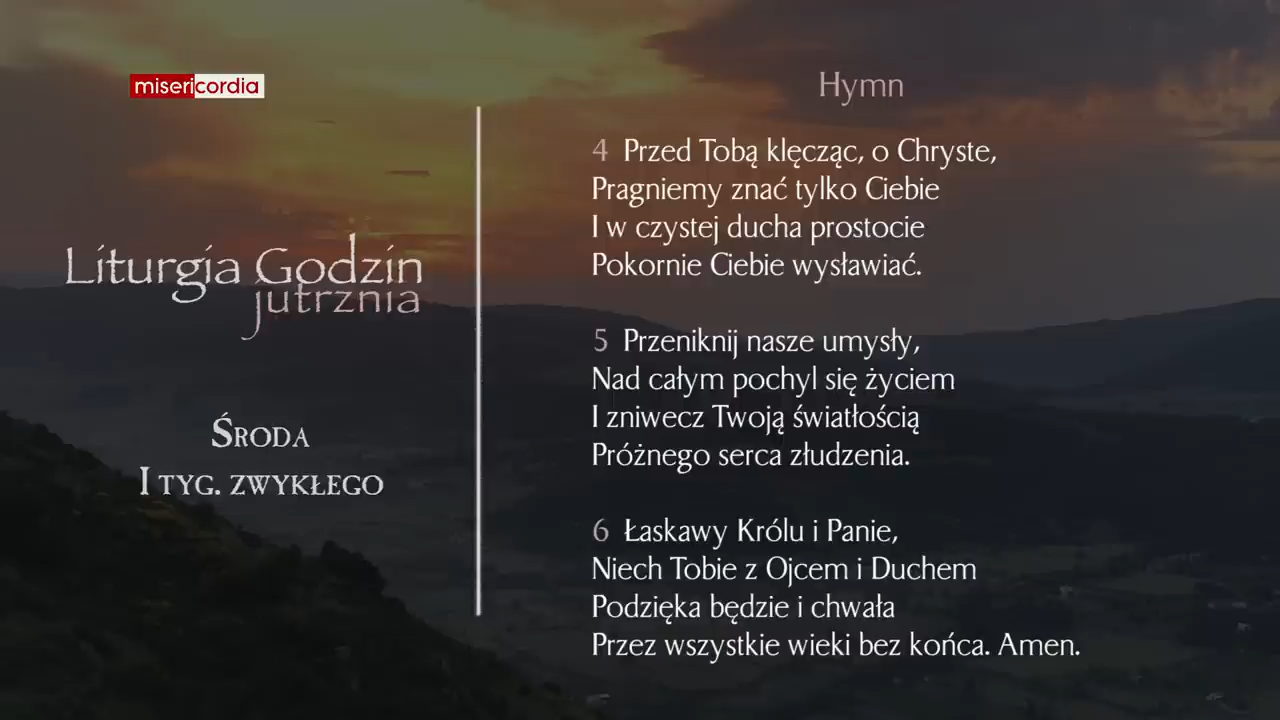 misericordia
Liturgia Godzin
jutrznia
Środa
I tyg. zwykłego
Hymn
4 Przed Tobą klęcząc, o Chryste,
Pragniemy znać tylko Ciebie
I w czystej ducha prostocie
Pokornie Ciebie wysławiać.
5 Przeniknij nasze umysły,
Nad całym pochyl się życiem
I zniwecz Twoją światłością
Próżnego serca złudzenia.
6 Łaskawy Królu i Panie,
Niech Tobie z Ojcem i Duchem
Podzięka będzie i chwała
Przez wszystkie wieki bez końca. Amen.